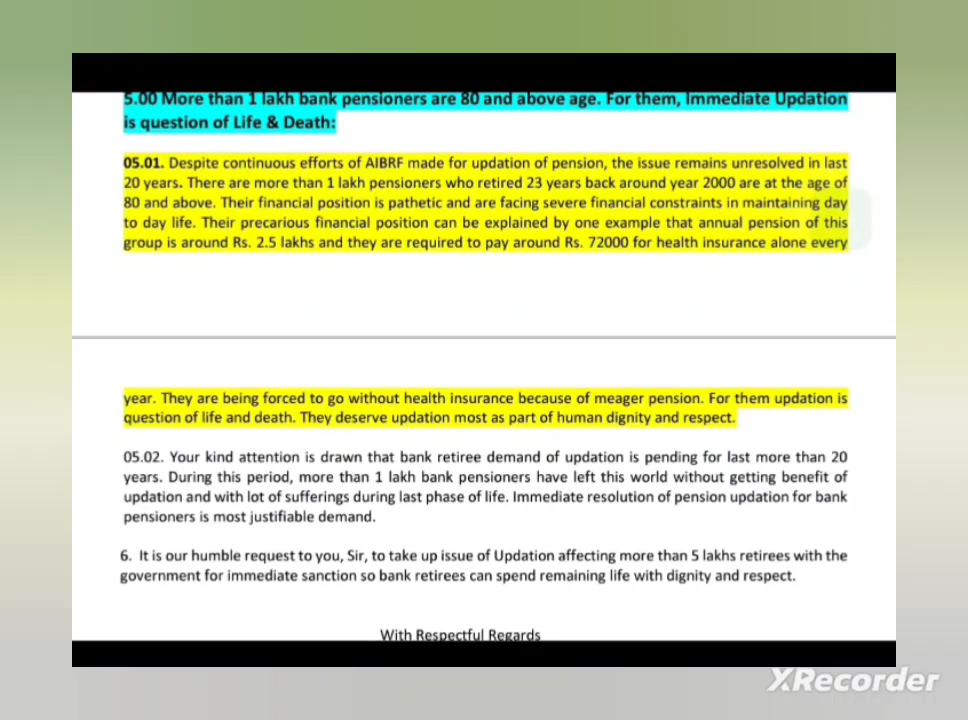 5.00 More than 1 lakh bank pensioners are 80 and above age. For them, Immediate Updation
is question of Life & Death:
05.01. Despite continuous efforts of AIBRF made for updation of pension, the issue remains unresolved in last
20 years. There are more than 1 lakh pensioners who retired 23 years back around year 2000 are at the age of
80 and above. Their financial position is pathetic and are facing severe financial constraints in maintaining day
to day life. Their precarious financial position can be explained by one example that annual pension of this
group is around Rs. 2.5 lakhs and they are required to pay around Rs. 72000 for health insurance alone every
year. They are being forced to go without health insurance because of meager pension. For them updation is
question of life and death. They deserve updation most as part of human dignity and respect.
05.02. Your kind attention is drawn that bank retiree demand of updation is pending for last more than 20
years. During this period, more than 1 lakh bank pensioners have left this world without getting benefit of
updation and with lot of sufferings during last phase of life. Immediate resolution of pension updation for bank
pensioners is most justifiable demand.
6. It is our humble request to you, Sir, to take up issue of Updation affecting more than 5 lakhs retirees with the
government for immediate sanction so bank retirees can spend remaining life with dignity and respect.
With Respectful Regards
XRecorder